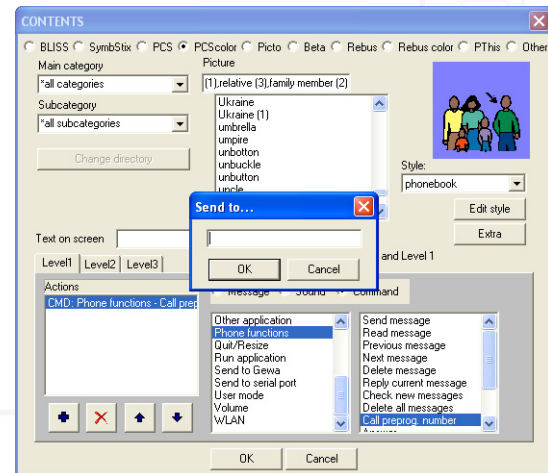 CONTENTS
BLISS SymbStix PCS PCScolor Picto Beta Rebus Rebus color PThis Other
Main category
Picture
*all categories
(1),relative (3),family member (2)
Subcategory
*all subcategories
Ukraine
Ukraine (1)
umbrella
umpire
unbotton
unbuckle
unbutton
uncle
Change directory
Style:
phonebook
Edit style
Extra
Send to...
OK Cancel
Text on screen
and Level 1
Level1 Level2 Level3
Actions
CMD: Phone functions - Call prep
Message Sound Command
Other application
Phone functions
Quit/Resize
Run application
Send to Gewa
Send to serial port
User mode
Volume
WLAN
Send message
Read message
Previous message
Next message
Delete message
Reply current message
Check new messages
Delete all messages
Call preprog. number
OK Cancel